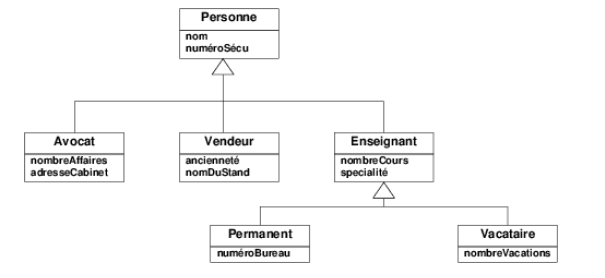 Personne
nom
numéroSécu
Avocat
nombreAffaires
adresseCabinet
Vendeur
ancienneté
nomDuStand
Enseignant
nombreCours
specialité
Permanent
numéroBureau
Vacataire
nombreVacations